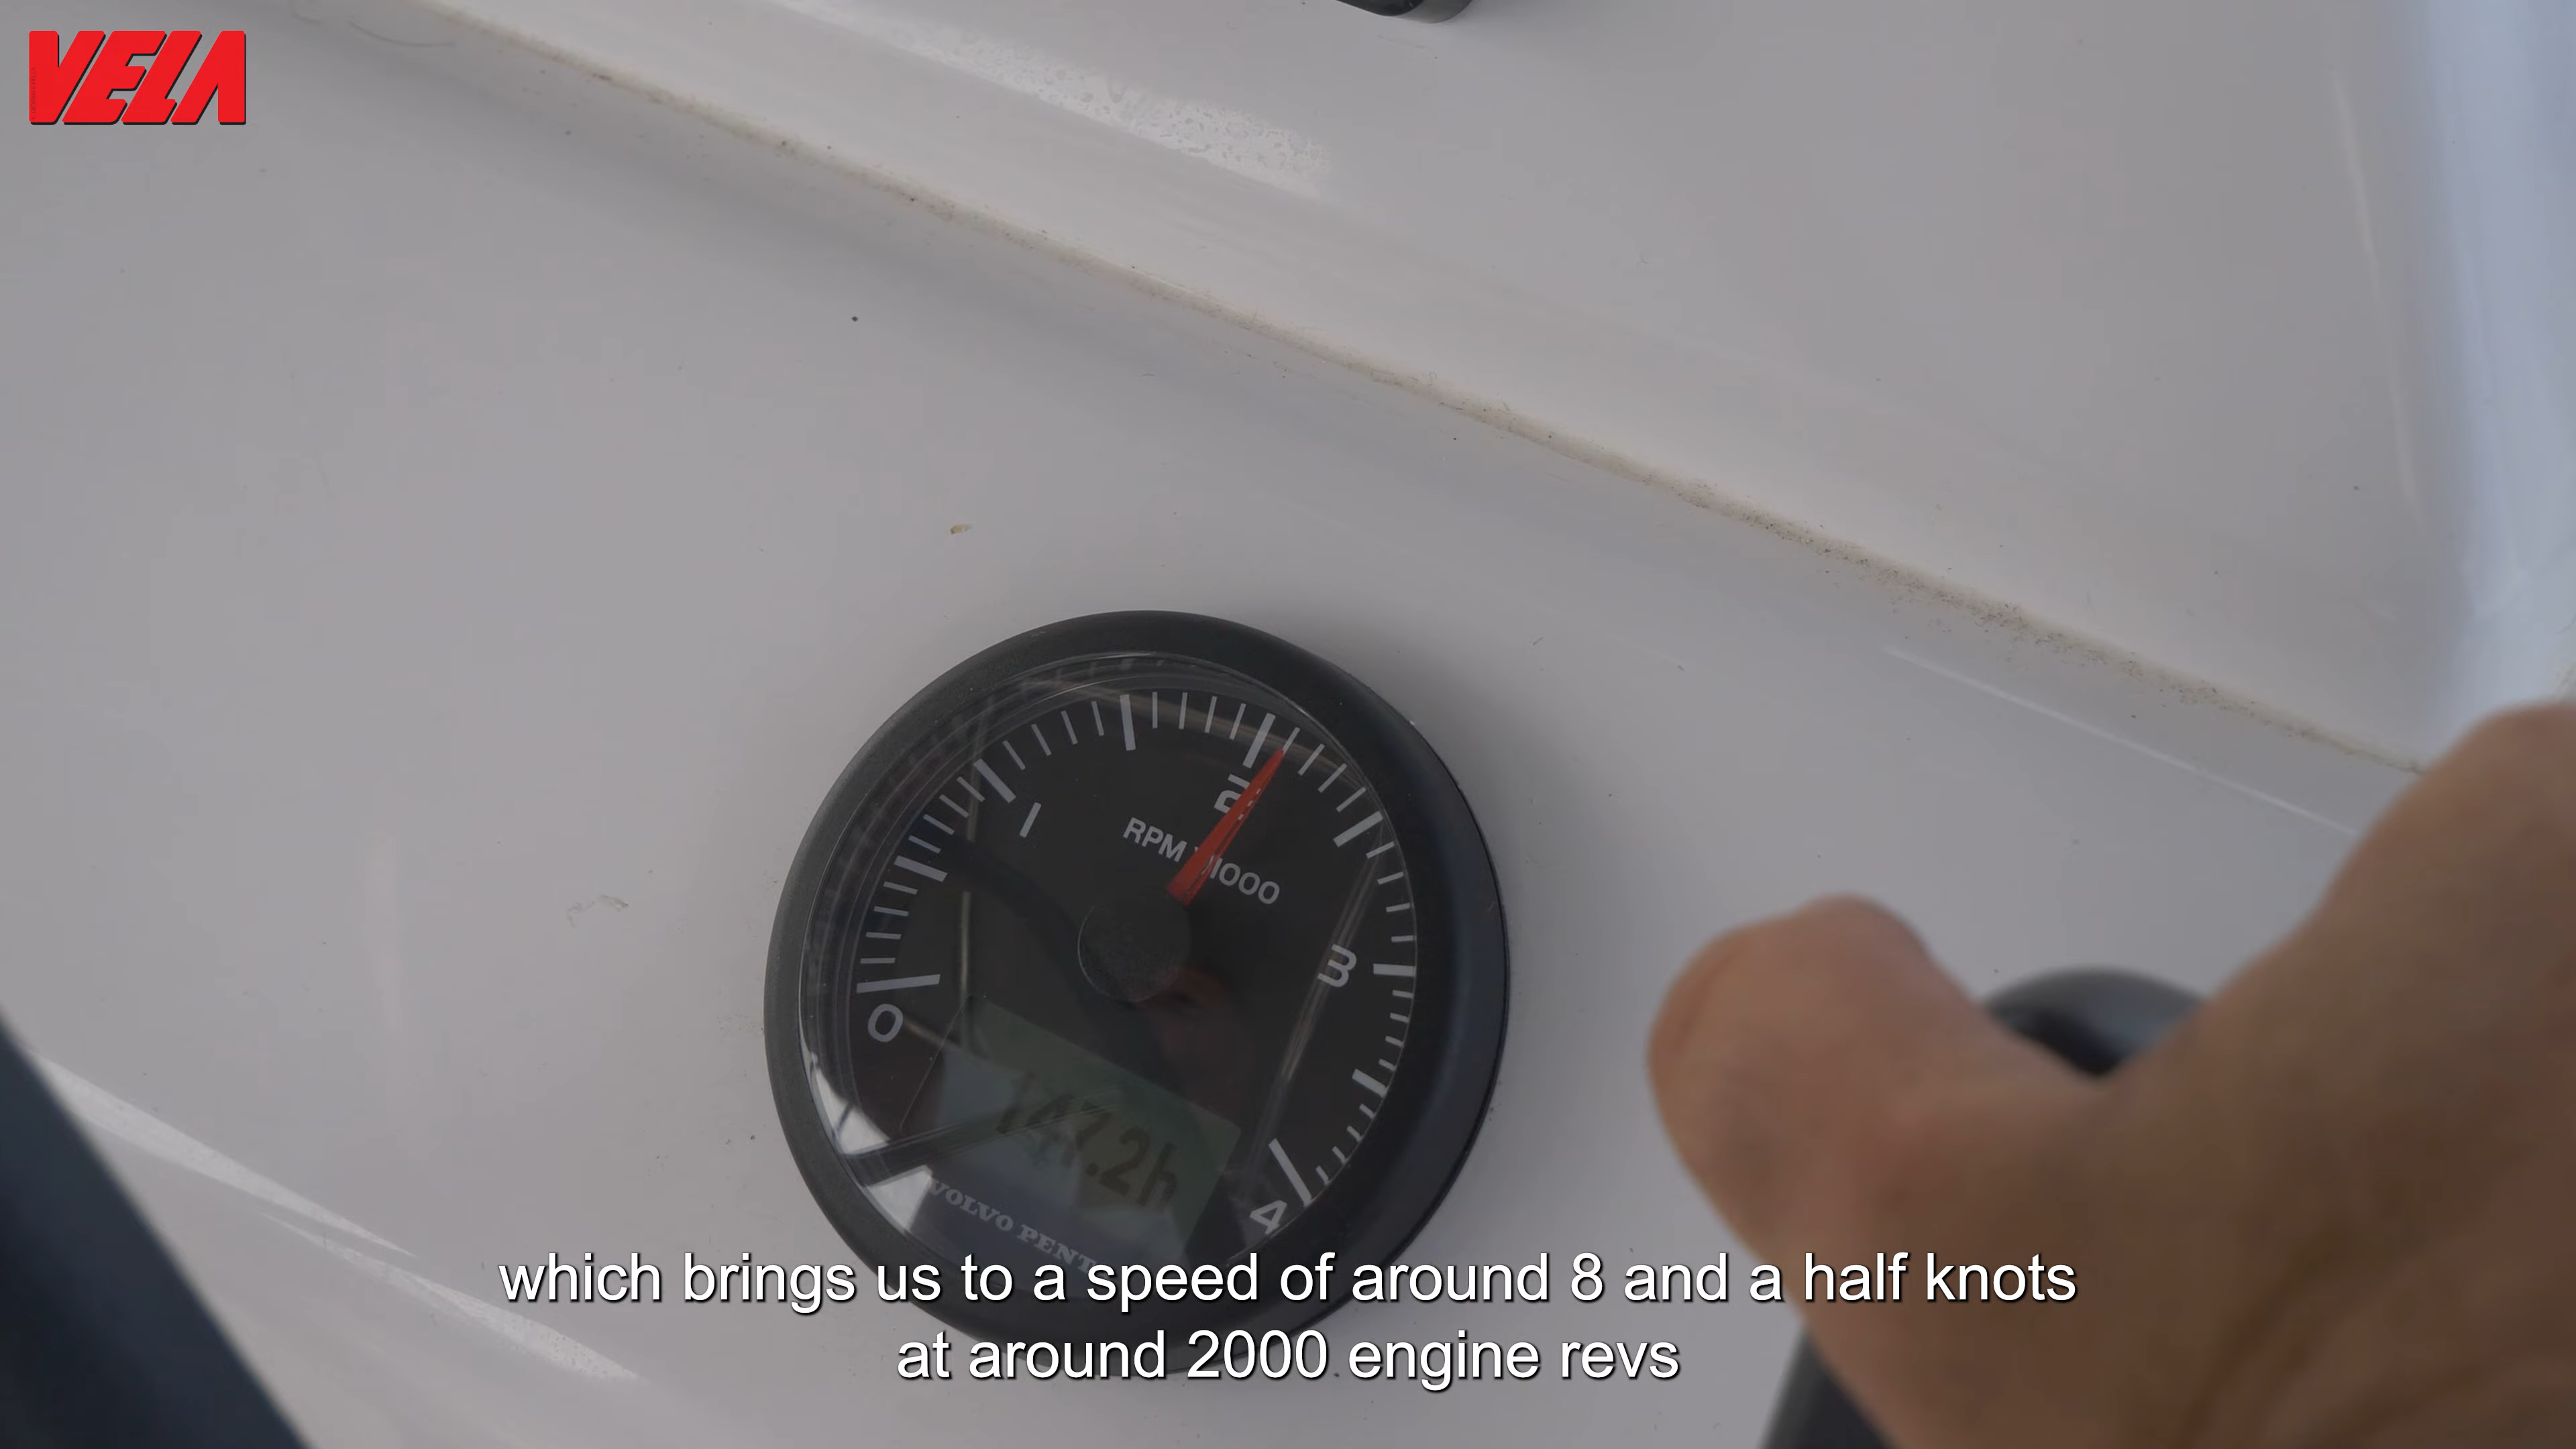 VELA
1
2
RPM X1000
3
0
147.2h
4
VOLVO PENT
which brings us to a speed of around 8 and a half knots
at around 2000 engine revs